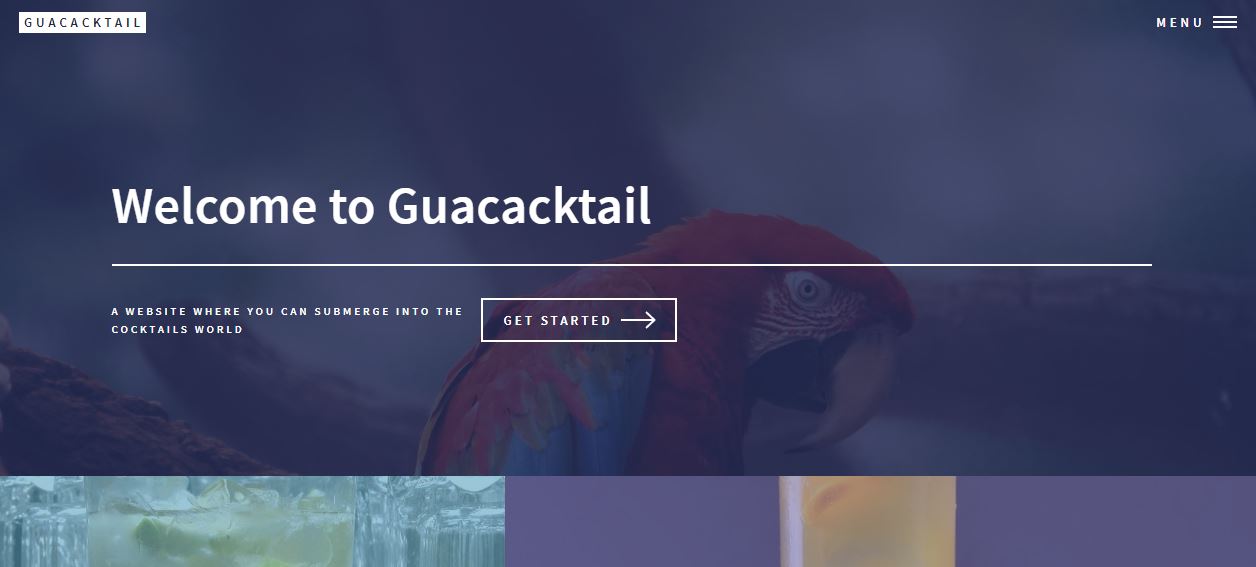 GUACACKTAIL
MENU
Welcome to Guacacktail
A WEBSITE WHERE YOU CAN SUBMERGE INTO THE
COCKTAILS WORLD
GET STARTED